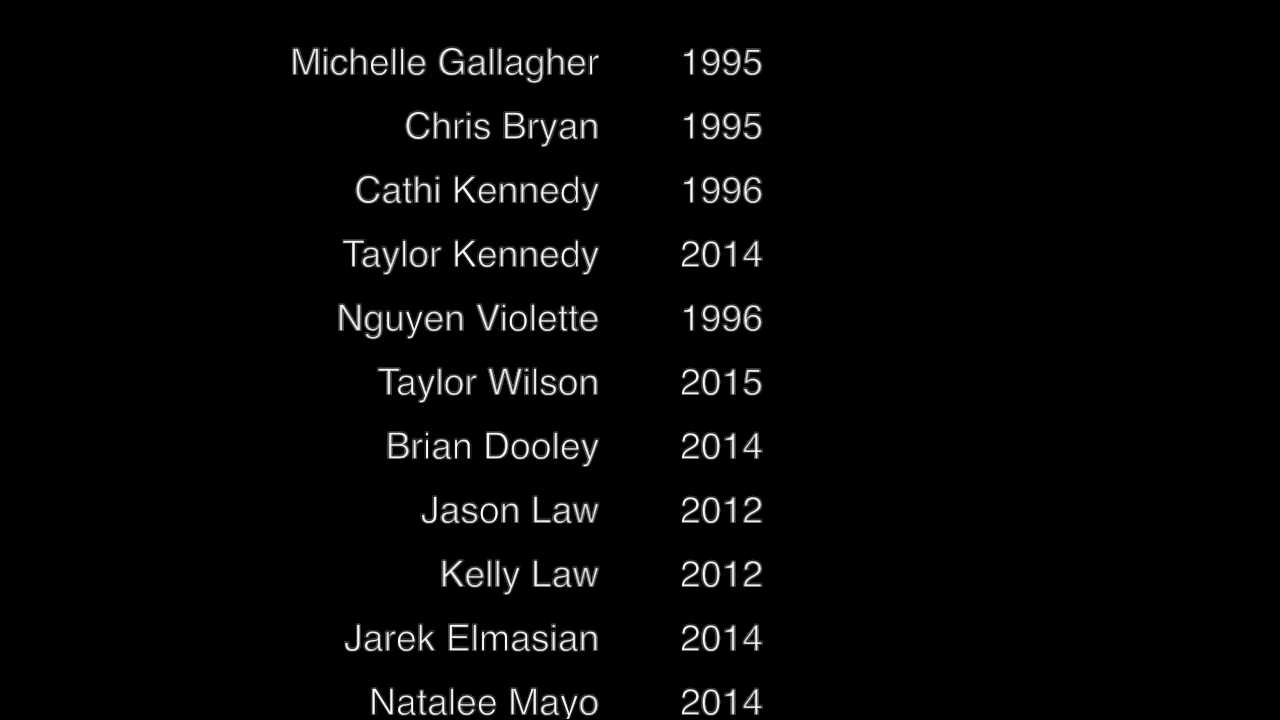 Michelle Gallagher 1995
Chris Bryan 1995
Cathi Kennedy 1996
Taylor Kennedy 2014
Nguyen Violette 1996
Taylor Wilson 2015
Brian Dooley 2014
Jason Law 2012
Kelly Law 2012
Jarek Elmasian 2014
Natalee Mayo 2014